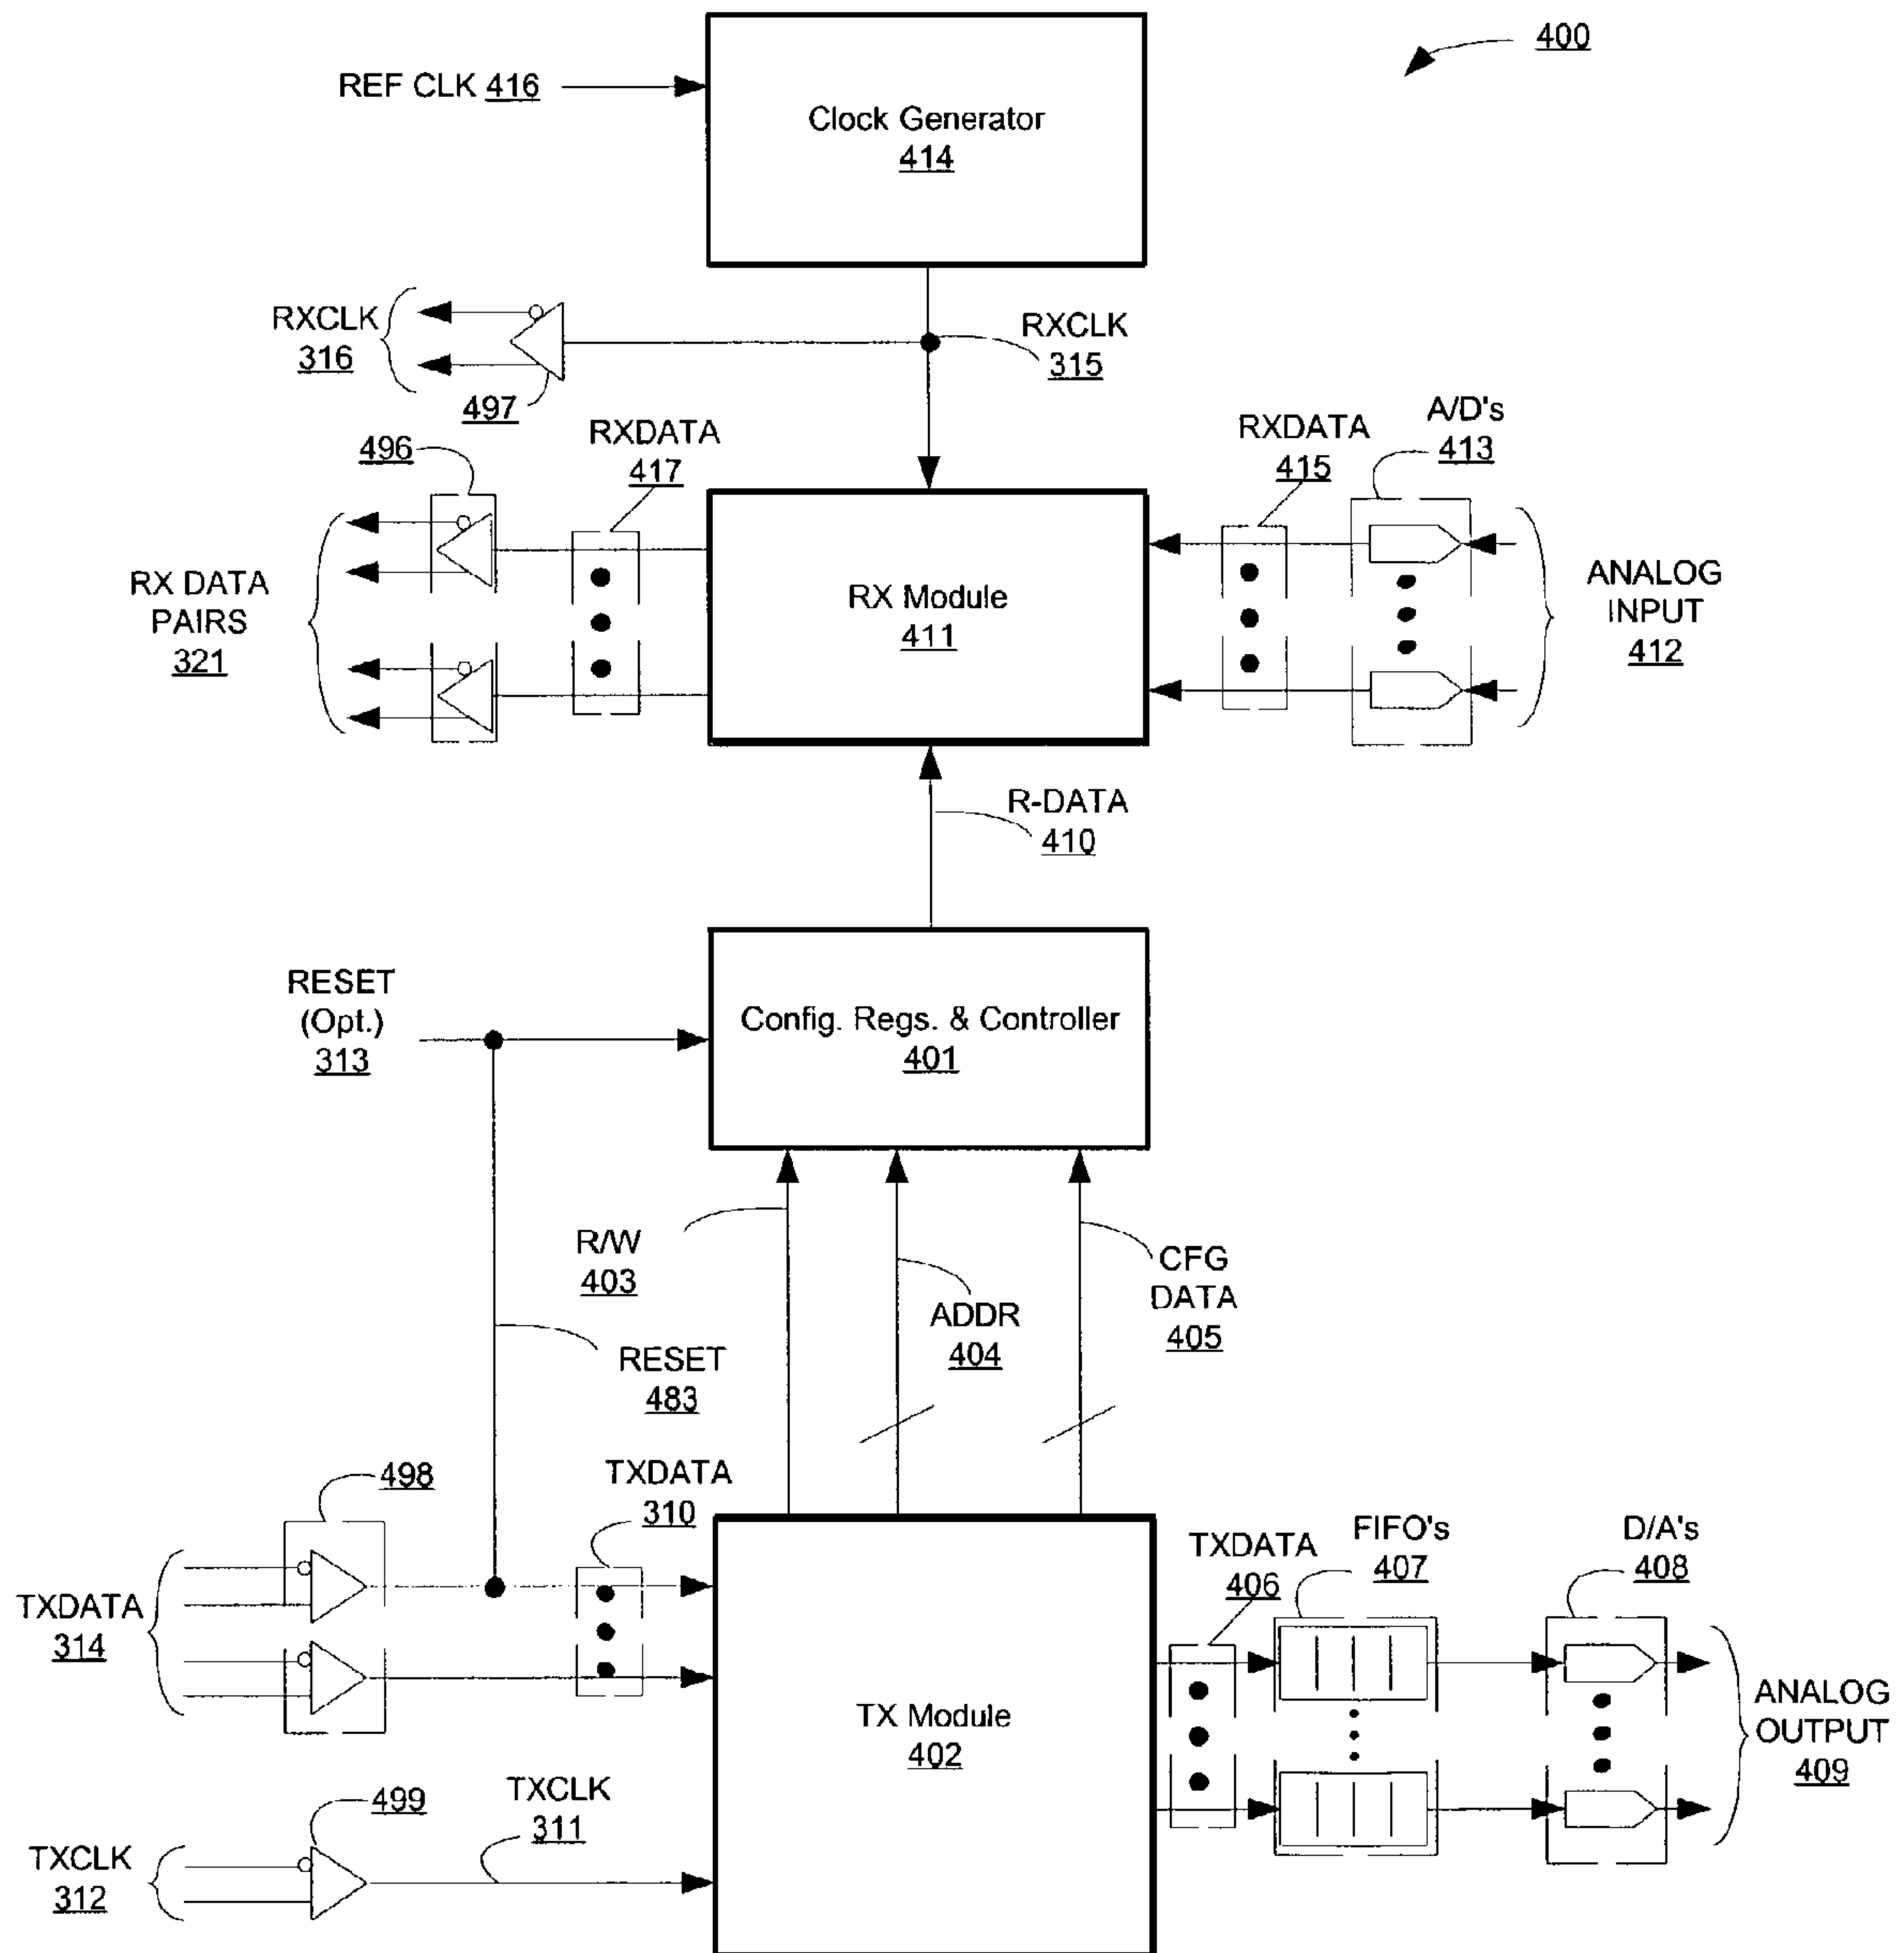 400
REF CLK 416
Clock Generator
414
RXCLK
316
497
RXCLK
315
496
RXDATA
417
RXDATA
415
A/D's
413
RX DATA
PAIRS
321
RX Module
411
ANALOG
INPUT
412
R-DATA
410
RESET
(Opt.)
313
Config. Regs. & Controller
401
R/W
403
ADDR
404
CFG
DATA
405
RESET
483
498
TXDATA
310
TXDATA
314
TXDATA
406
FIFO's
407
D/A's
408
TX Module
402
ANALOG
OUTPUT
409
499
TXCLK
311
TXCLK
312